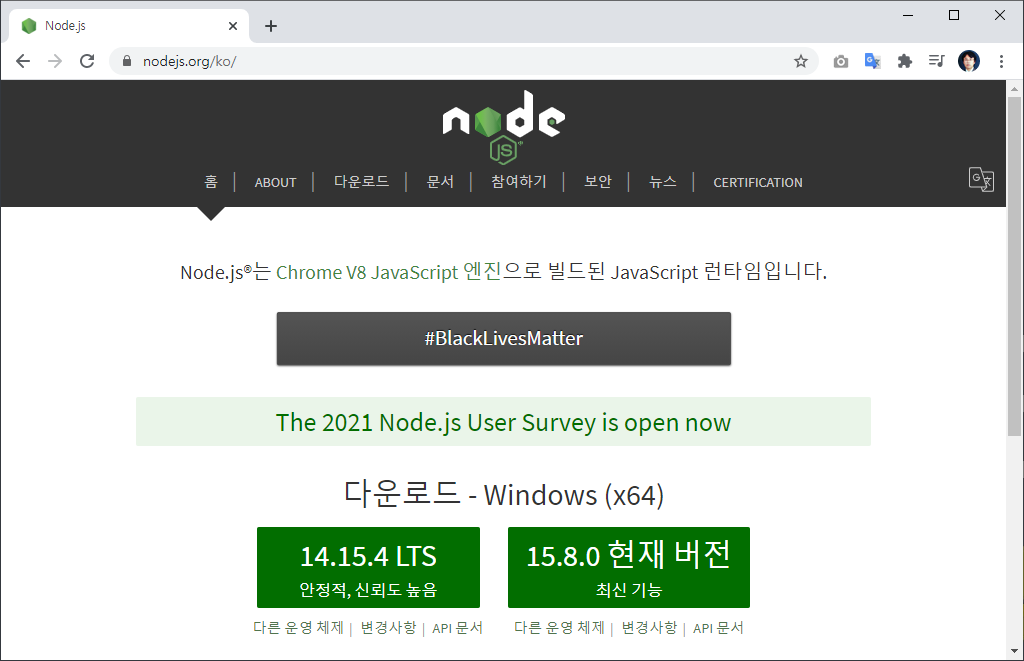 Node.js
nodejs.org/ko/
node
JS
홈 | ABOUT | 다운로드 | 문서 | 참여하기 | 보안 | 뉴스 | CERTIFICATION
Node.js®는 Chrome V8 JavaScript 엔진으로 빌드된 JavaScript 런타임입니다.
#BlackLivesMatter
The 2021 Node.js User Survey is open now
다운로드 - Windows (x64)
14.15.4 LTS
안정적, 신뢰도 높음
다른 운영 체제 | 변경사항 | API 문서
15.8.0 현재 버전
최신 기능
다른 운영 체제 | 변경사항 | API 문서